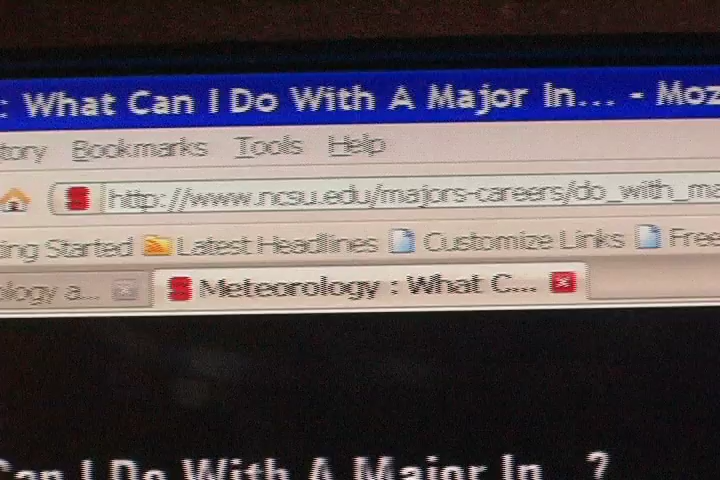 : What Can I Do With A Major In... - Moz
tory Bookmarks Tools Help
http://www.ncsu.edu/majors-careers/do_with_ma
ing Started Latest Headlines Customize Links Free
ology a... Meteorology : What C...
Can I Do With A Major In...?